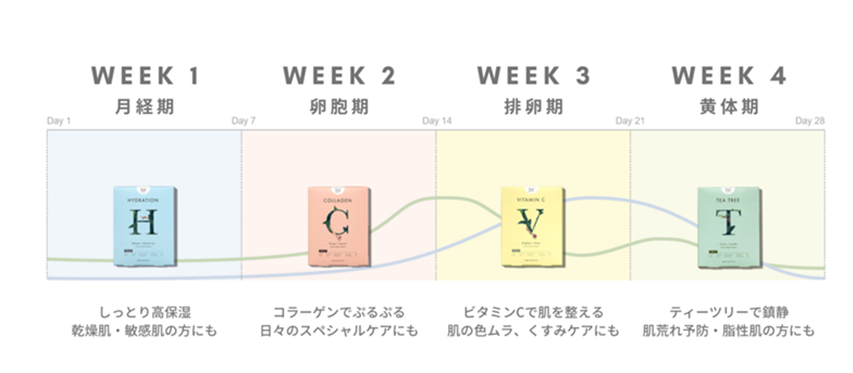 WEEK 1
月経期
WEEK 2
卵胞期
WEEK 3
排卵期
WEEK 4
黄体期
Day 1
Day 7
Day 14
Day 21
Day 28
HYDRATION
H
COLLAGEN
C
VITAMIN C
V
TEA TREE
T
しっとり高保湿
乾燥肌・敏感肌の方にも
コラーゲンでぷるぷる
日々のスペシャルケアにも
ビタミンCで肌を整える
肌の色ムラ、くすみケアにも
ティーツリーで鎮静
肌荒れ予防・脂性肌の方にも